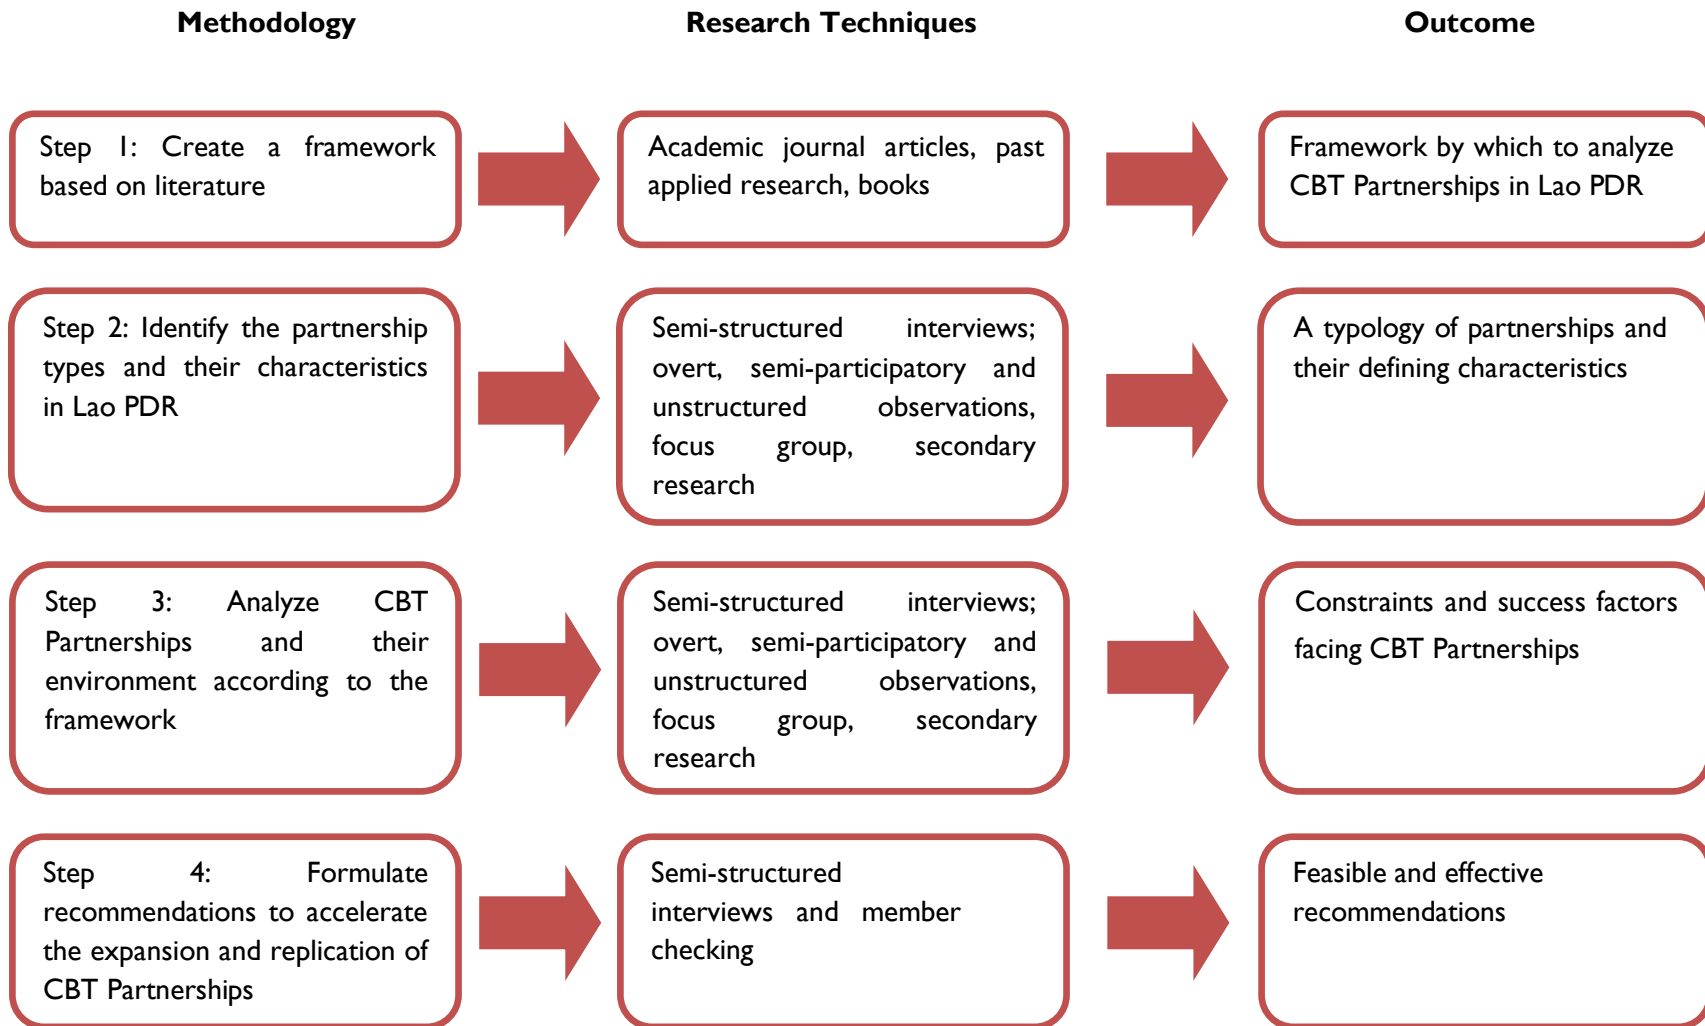 Methodology
Research Techniques
Outcome
Step 1: Create a framework
based on literature
Academic journal articles, past
applied research, books
Framework by which to analyze
CBT Partnerships in Lao PDR
Step 2: Identify the partnership
types and their characteristics
in Lao PDR
Semi-structured interviews;
overt, semi-participatory and
unstructured observations,
focus group, secondary
research
A typology of partnerships and
their defining characteristics
Step 3: Analyze CBT
Partnerships and their
environment according to the
framework
Semi-structured interviews;
overt, semi-participatory and
unstructured observations,
focus group, secondary
research
Constraints and success factors
facing CBT Partnerships
Step 4: Formulate
recommendations to accelerate
the expansion and replication of
CBT Partnerships
Semi-structured
interviews and member
checking
Feasible and effective
recommendations